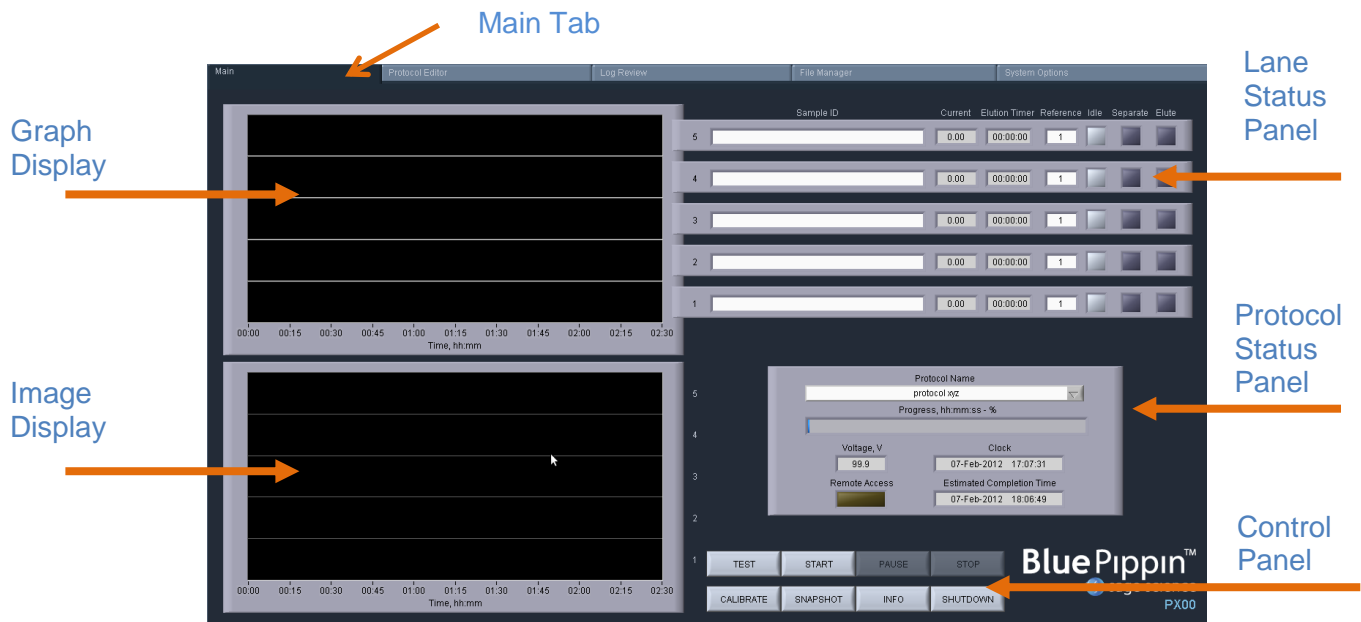 Main Tab
Graph
Display
Image
Display
Lane
Status
Panel
Protocol
Status
Panel
Control
Panel
Main Protocol Editor Log Review File Manager System Options
Sample ID Current Elution Timer Reference Idle Separate Elute
5 0.00 00:00:00 1
4 0.00 00:00:00 1
3 0.00 00:00:00 1
2 0.00 00:00:00 1
1 0.00 00:00:00 1
00:00 00:15 00:30 00:45 01:00 01:15 01:30 01:45 02:00 02:15 02:30
Time, hh:mm
5
4
3
2
1
00:00 00:15 00:30 00:45 01:00 01:15 01:30 01:45 02:00 02:15 02:30
Time, hh:mm
Protocol Name
protocol xyz
Progress, hh:mm:ss - %
Voltage, V Clock
99.9 07-Feb-2012 17:07:31
Remote Access Estimated Completion Time
07-Feb-2012 18:06:49
TEST START PAUSE STOP
CALIBRATE SNAPSHOT INFO SHUTDOWN
BluePippin™
PX00